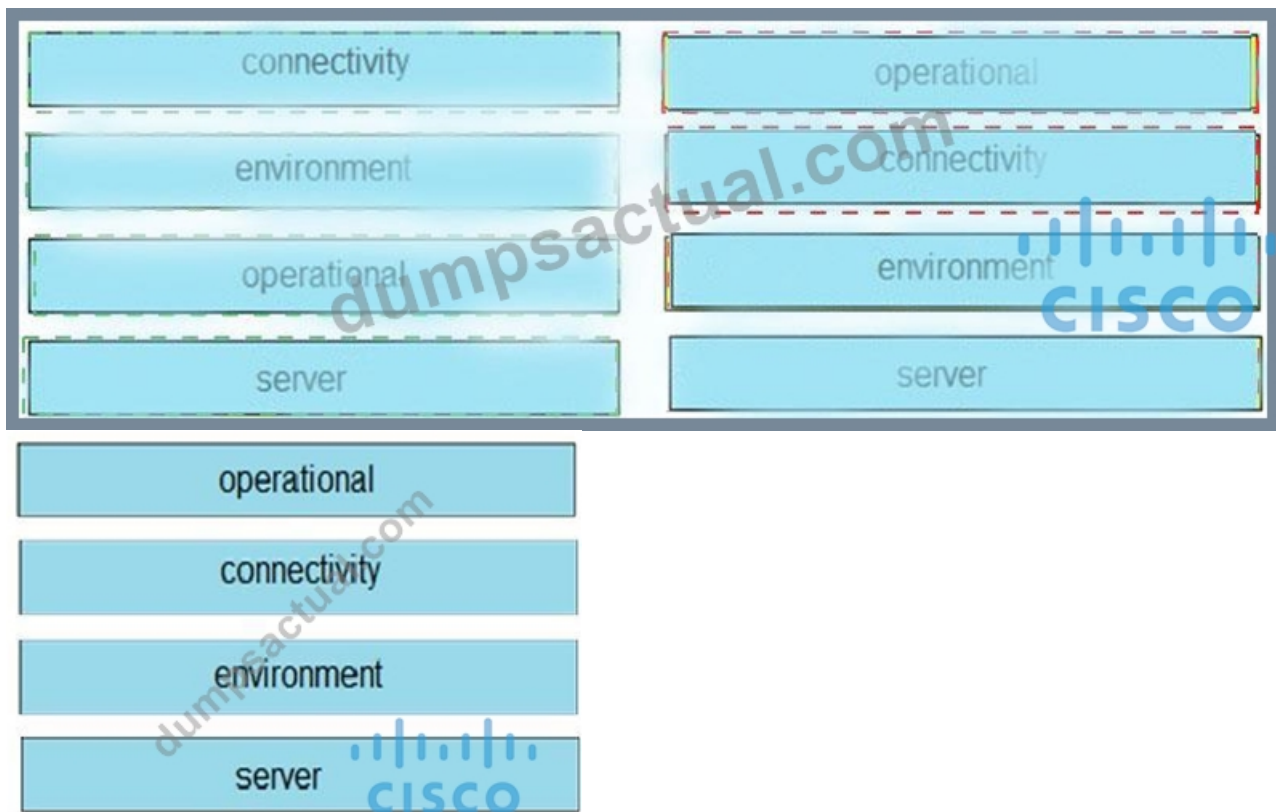 connectivity
operational
environment
connectivity
operational
environment
server
server
dumpsactual.com
CISCO
operational
connectivity
environment
server
dumpsactual.com
CISCO